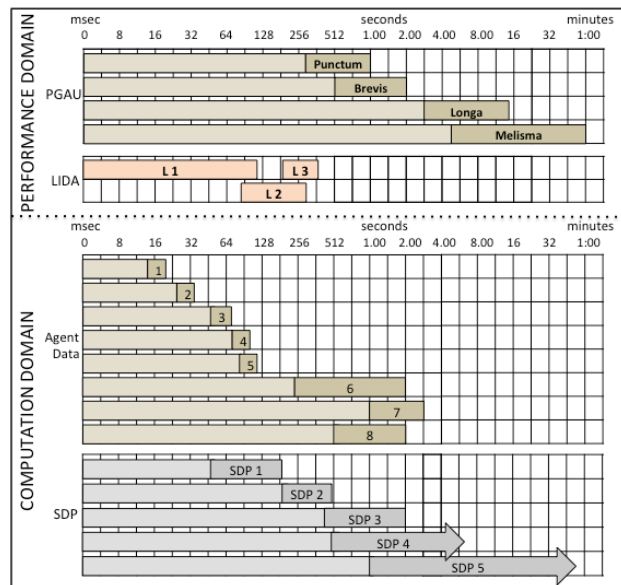 msec seconds minutes
0 8 16 32 64 128 256 512 1.00 2.00 4.00 8.00 16 32 1:00
PERFORMANCE DOMAIN
PGAU
Punctum
Brevis
Longa
Melisma
LIDA
L 1 L 3
L 2
msec seconds minutes
0 8 16 32 64 128 256 512 1.00 2.00 4.00 8.00 16 32 1:00
COMPUTATION DOMAIN
Agent
Data
1
2
3
4
5
6
7
8
SDP
SDP 1
SDP 2
SDP 3
SDP 4
SDP 5